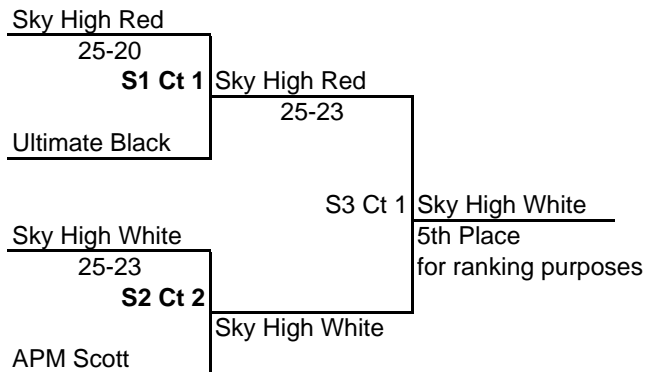 Sky High Red
25-20
S1 Ct 1
Sky High Red
25-23
Ultimate Black
S3 Ct 1
Sky High White
Sky High White
5th Place
25-23
for ranking purposes
S2 Ct 2
Sky High White
APM Scott